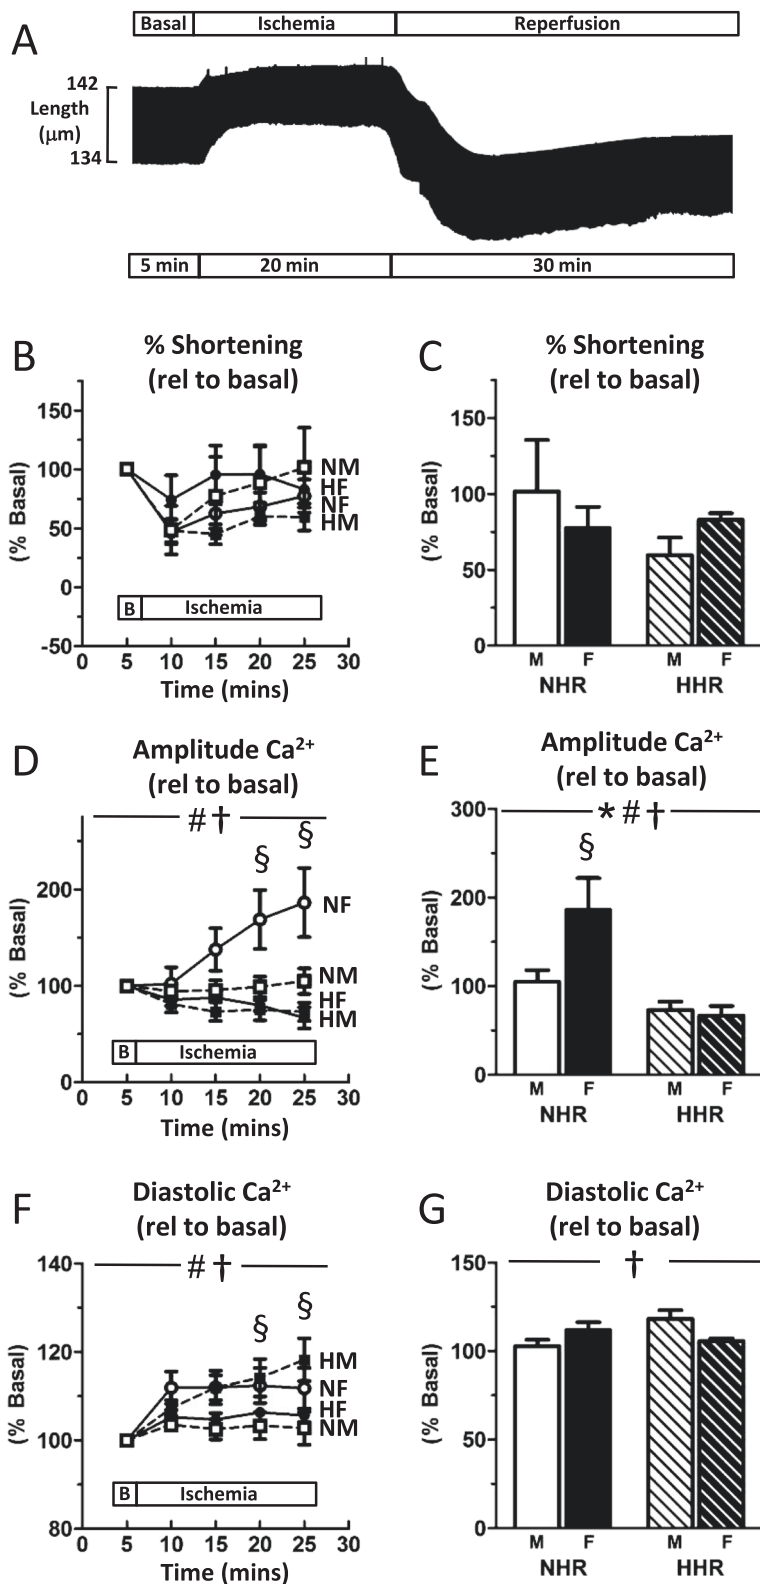 A
Basal Ischemia Reperfusion
142
Length
(μm)
134
5 min 20 min 30 min
B
% Shortening
(rel to basal)
(% Basal)
150
100
50
0
-50
NM
HF
NF
HM
B Ischemia
0 5 10 15 20 25 30
Time (mins)
C
% Shortening
(rel to basal)
(% Basal)
150
100
50
0
M F M F
NHR HHR
D
Amplitude Ca²⁺
(rel to basal)
# †
§ §
(% Basal)
200
100
0
NF
NM
HF
HM
B Ischemia
0 5 10 15 20 25 30
Time (mins)
E
Amplitude Ca²⁺
(rel to basal)
* # †
§
(% Basal)
300
200
100
0
M F M F
NHR HHR
F
Diastolic Ca²⁺
(rel to basal)
# †
§ §
(% Basal)
140
120
100
80
HM
NF
HF
NM
B Ischemia
0 5 10 15 20 25 30
Time (mins)
G
Diastolic Ca²⁺
(rel to basal)
†
(% Basal)
150
100
50
0
M F M F
NHR HHR